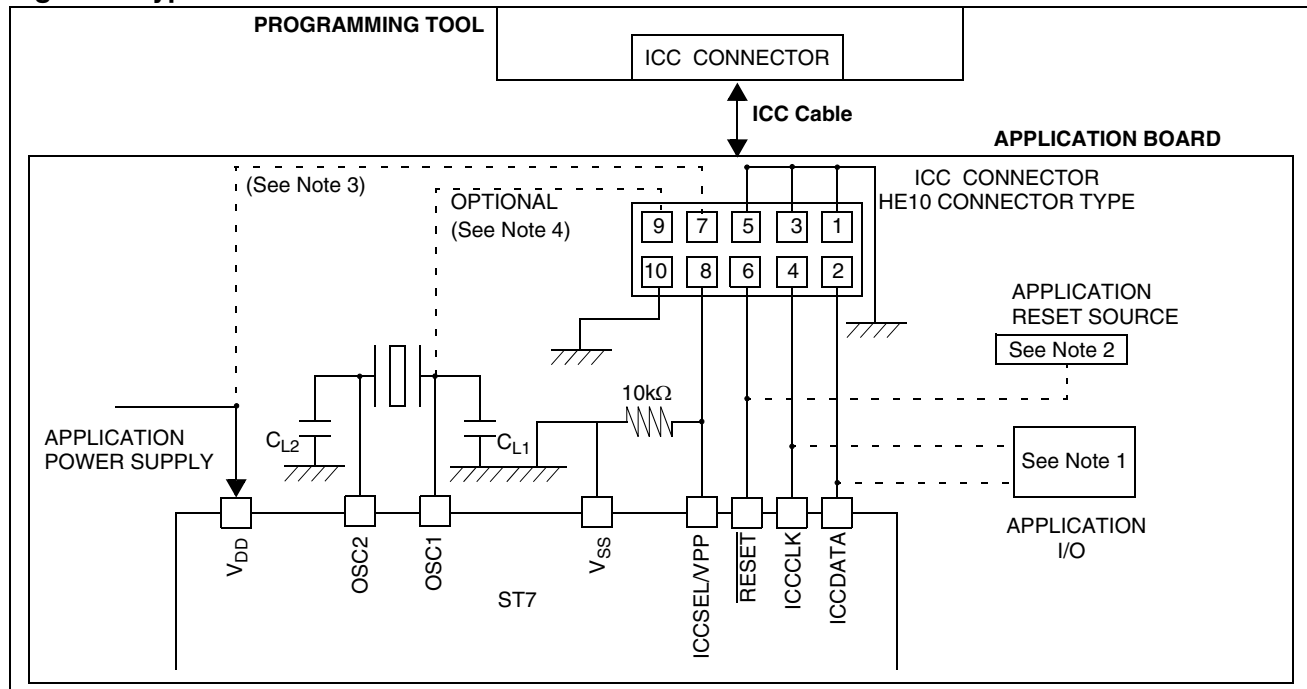 PROGRAMMING TOOL
ICC CONNECTOR
ICC Cable
APPLICATION BOARD
(See Note 3)
OPTIONAL
(See Note 4)
ICC CONNECTOR
HE10 CONNECTOR TYPE
9 7 5 3 1
10 8 6 4 2
APPLICATION
RESET SOURCE
See Note 2
10kΩ
APPLICATION
POWER SUPPLY
CL2
CL1
See Note 1
APPLICATION
I/O
VDD
OSC2
OSC1
VSS
ICCSEL/VPP
RESET
ICCCLK
ICCDATA
ST7